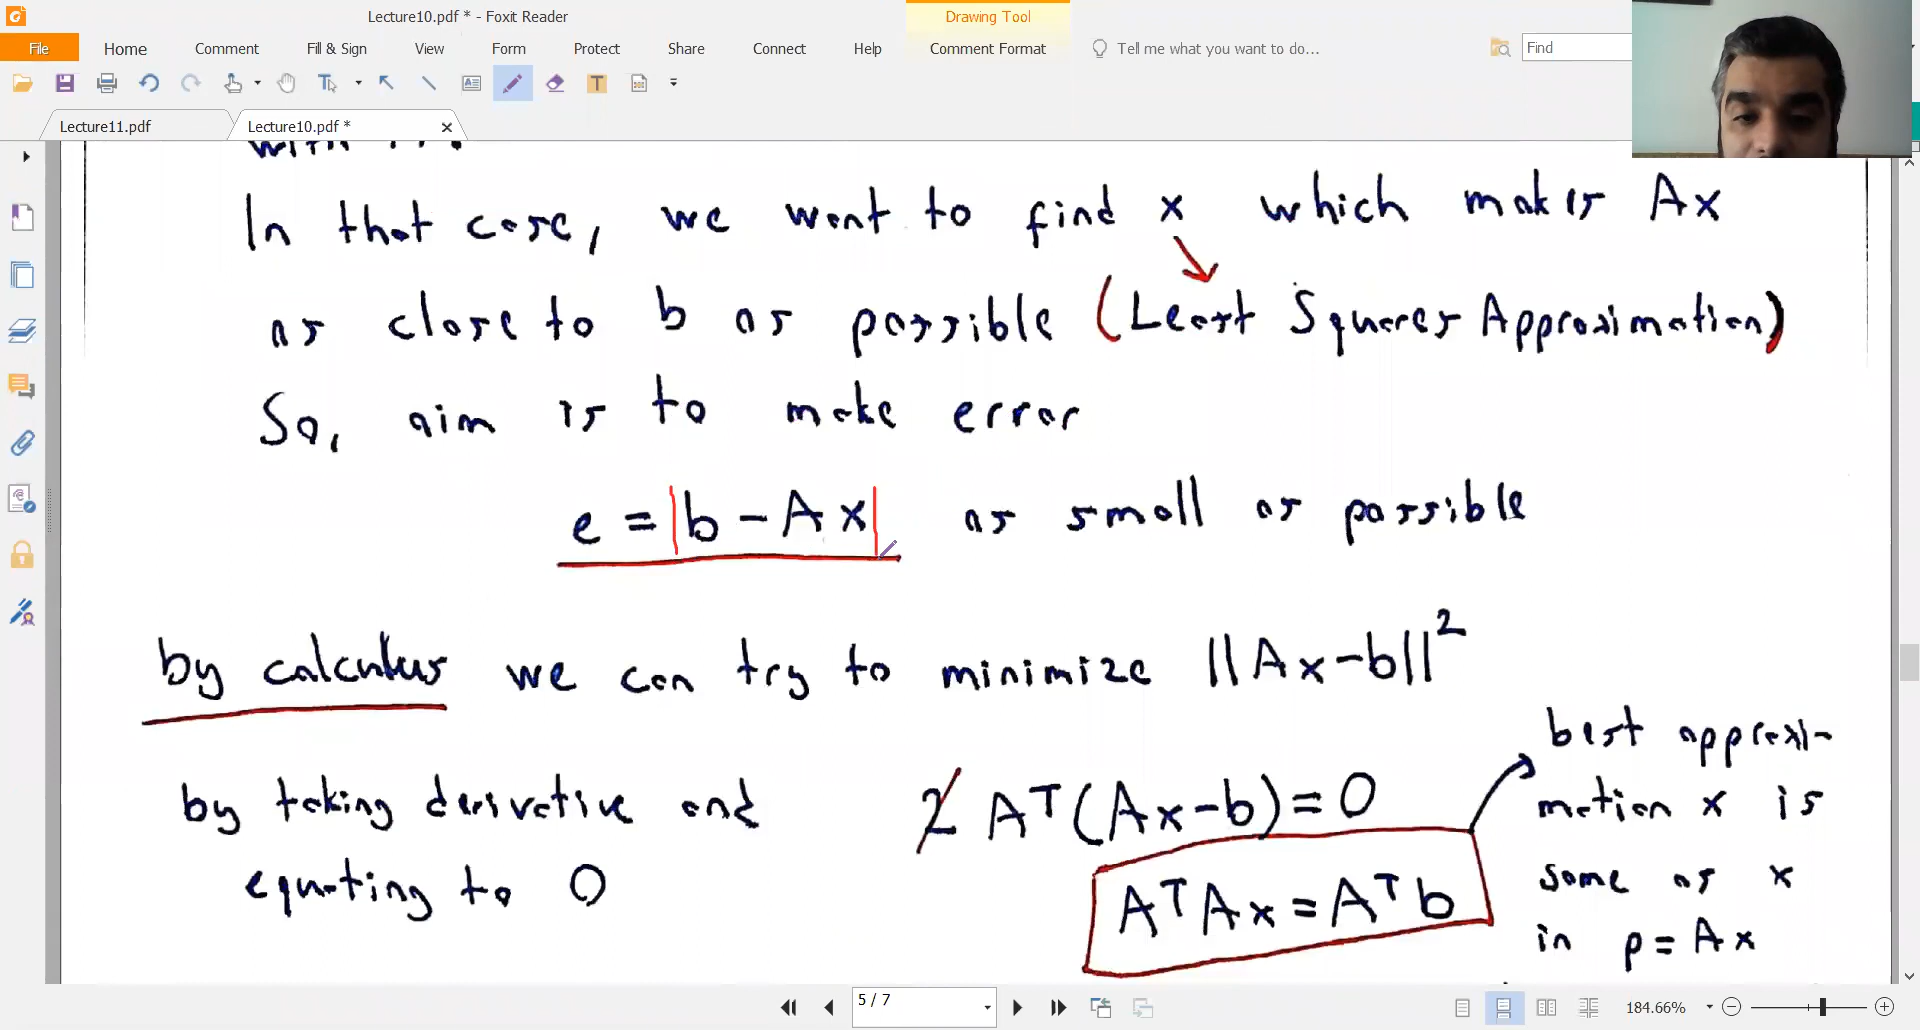 Lecture10.pdf * - Foxit Reader
Drawing Tool
File Home Comment Fill & Sign View Form Protect Share Connect Help Comment Format Tell me what you want to do... Find
Lecture11.pdf Lecture10.pdf *
In that case, we want to find x which makes Ax
as close to b as possible (Least Squares Approximation)
So, aim is to make error
e = |b - Ax| as small as possible
by calculus we can try to minimize ||Ax-b||²
by taking derivative and
equating to 0
2 Aᵀ(Ax-b)=0
AᵀAx=Aᵀb
best approxi-
mation x is
same as x
in p = Ax
5 / 7
184.66%